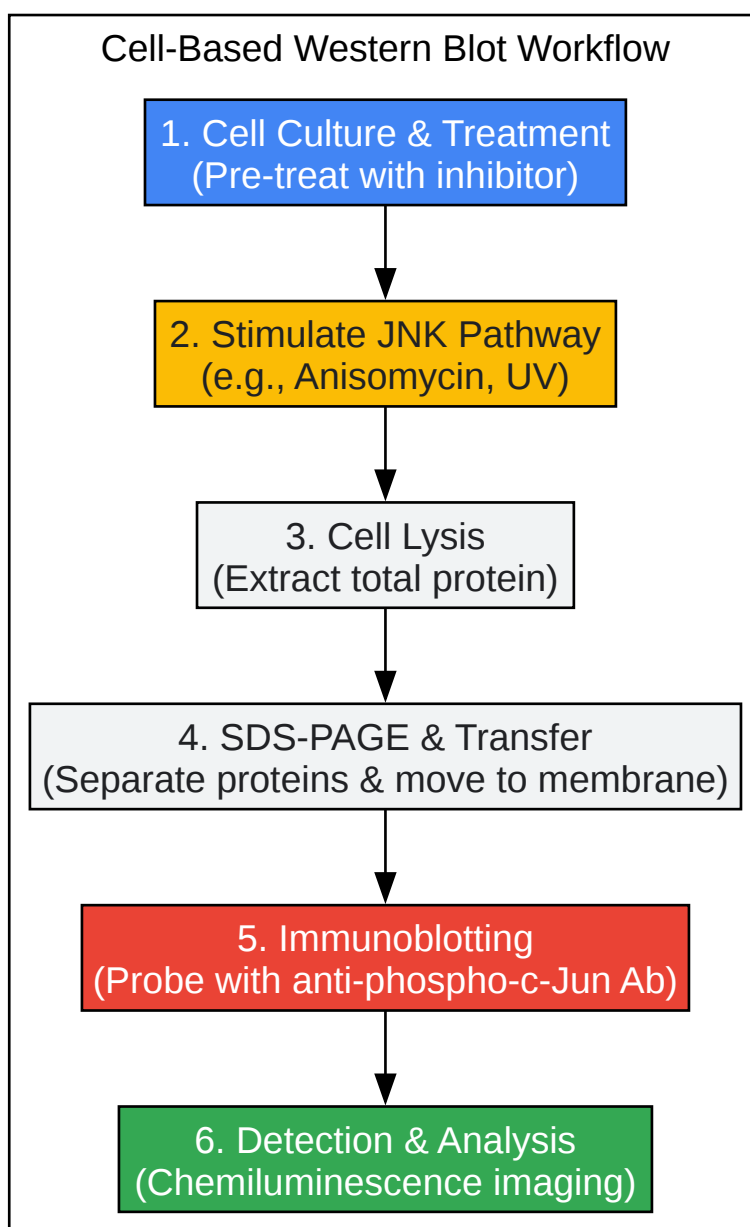 Cell-Based Western Blot Workflow
1. Cell Culture & Treatment
(Pre-treat with inhibitor)
2. Stimulate JNK Pathway
(e.g., Anisomycin, UV)
3. Cell Lysis
(Extract total protein)
4. SDS-PAGE & Transfer
(Separate proteins & move to membrane)
5. Immunoblotting
(Probe with anti-phospho-c-Jun Ab)
6. Detection & Analysis
(Chemiluminescence imaging)